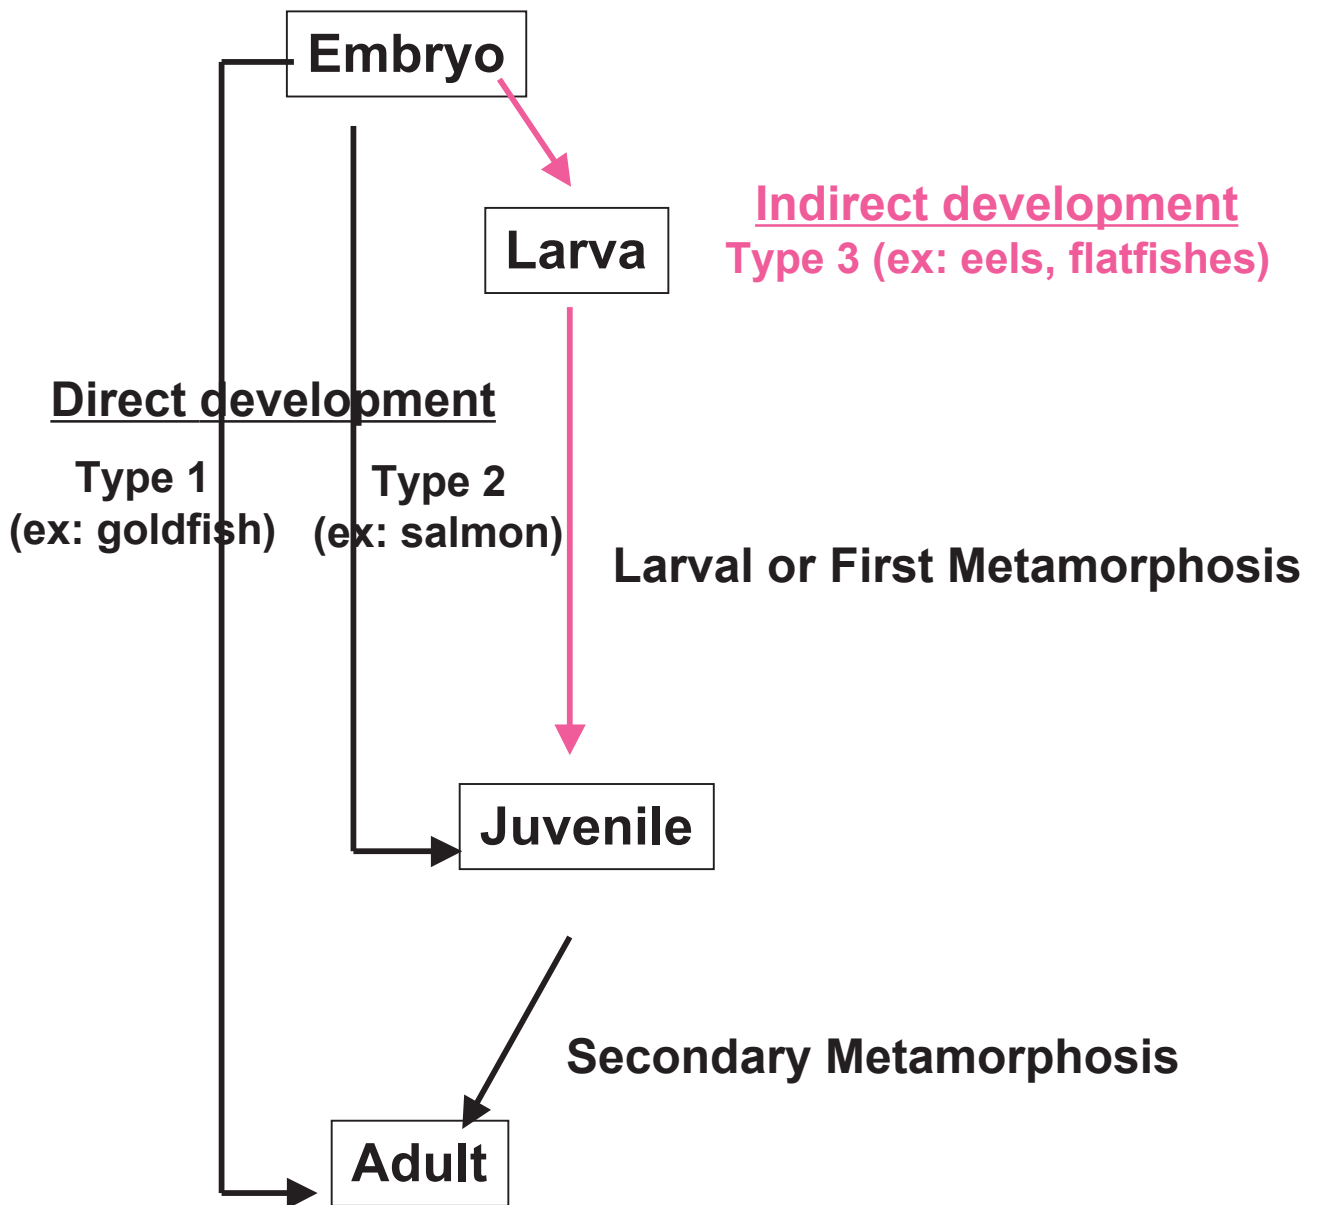 Embryo
Larva
Indirect development
Type 3 (ex: eels, flatfishes)
Direct development
Type 1
(ex: goldfish)
Type 2
(ex: salmon)
Larval or First Metamorphosis
Juvenile
Secondary Metamorphosis
Adult